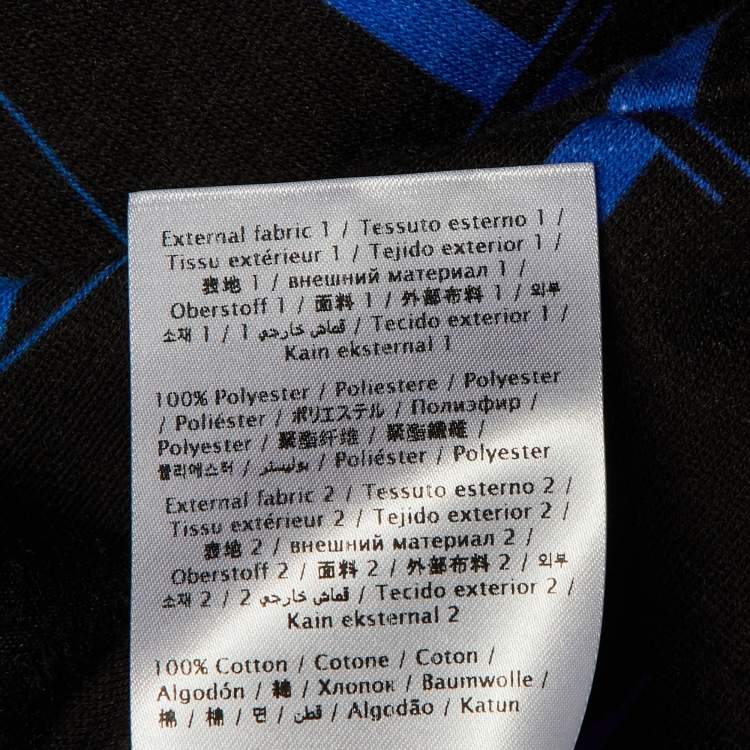 External fabric 1 / Tessuto esterno 1 /
Tissu extérieur 1 / Tejido exterior 1 /
表地 1 / внешний материал 1 /
Oberstoff 1 / 面料 1 / 外部布料 1 / 외부
소재 1 / قماش خارجي 1 / Tecido exterior 1 /
Kain eksternal 1
100% Polyester / Poliestere / Polyester
/ Poliéster / ポリエステル / Полиэфир /
Polyester / 聚酯纤维 / 聚酯纖維 /
폴리에스터 / بوليستر / Poliéster / Polyester
External fabric 2 / Tessuto esterno 2 /
Tissu extérieur 2 / Tejido exterior 2 /
表地 2 / внешний материал 2 /
Oberstoff 2 / 面料 2 / 外部布料 2 / 외부
소재 2 / قماش خارجي 2 / Tecido exterior 2 /
Kain eksternal 2
100% Cotton / Cotone / Coton /
Algodón / 綿 / Хлопок / Baumwolle /
棉 / 棉 / 면 / قطن / Algodão / Katun